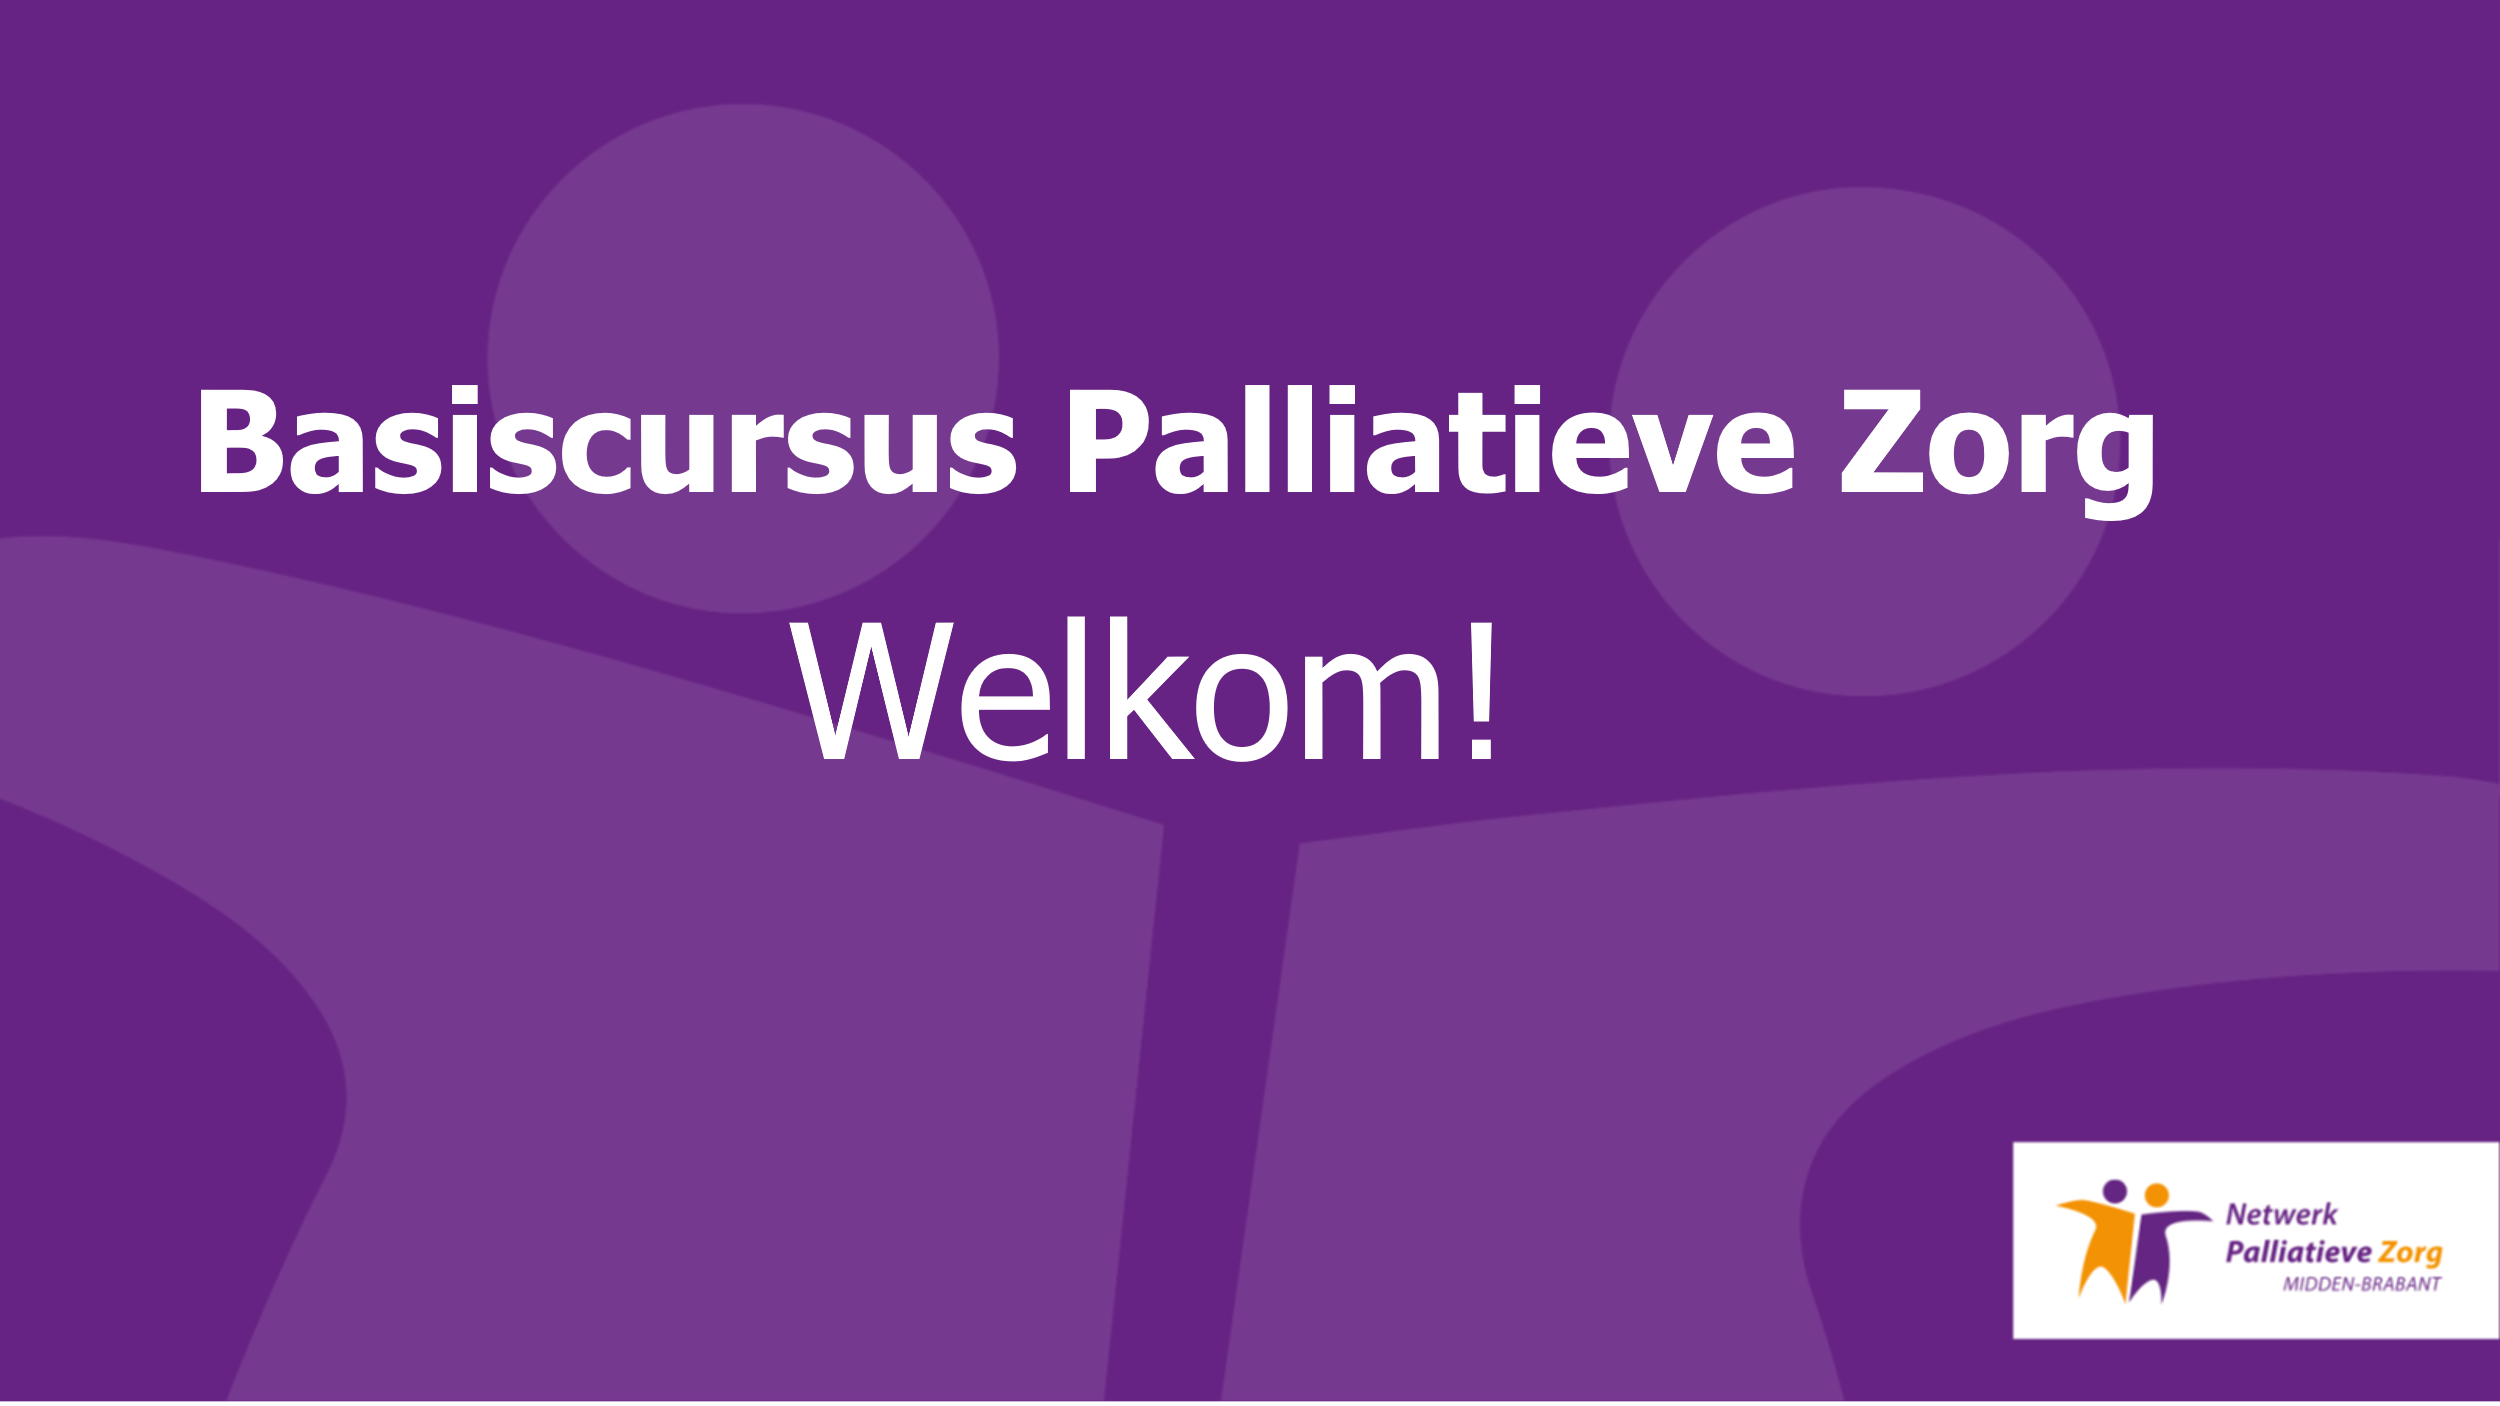 Basiscursus Palliatieve Zorg
Welkom!
Netwerk
Palliatieve Zorg
MIDDEN-BRABANT